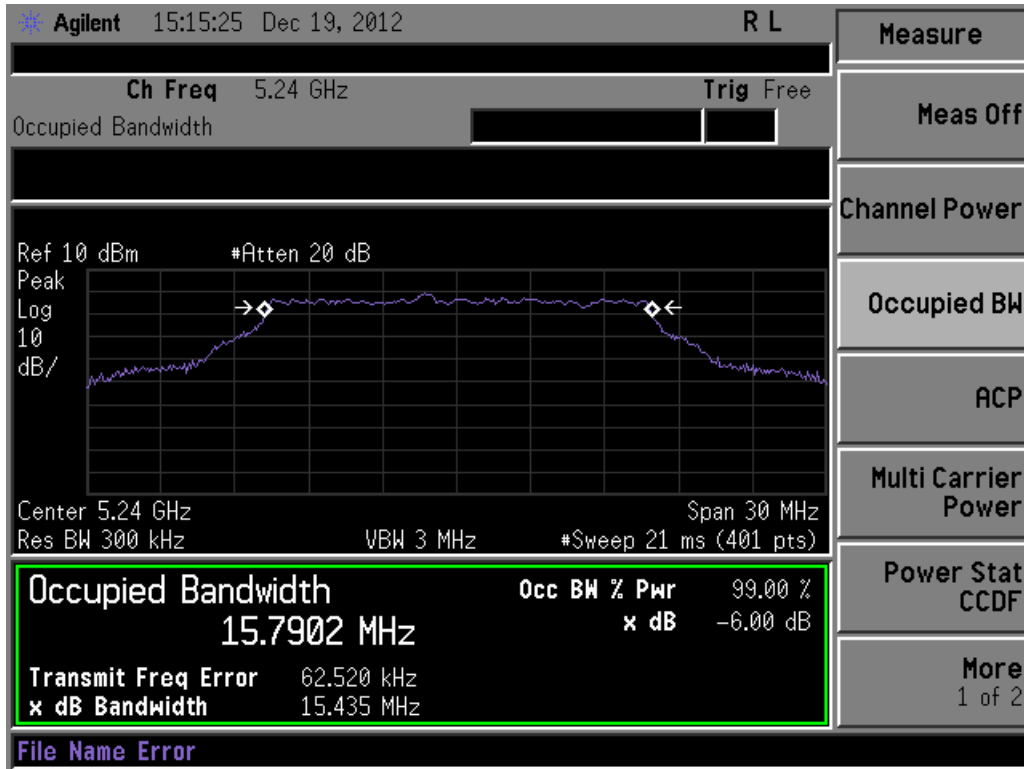 Agilent 15:15:25 Dec 19, 2012 R L
Measure
Ch Freq 5.24 GHz Trig Free
Occupied Bandwidth
Meas Off
Channel Power
Occupied BW
ACP
Multi Carrier
Power
Power Stat
CCDF
More
1 of 2
Ref 10 dBm #Atten 20 dB
Peak
Log
10
dB/
Center 5.24 GHz Span 30 MHz
Res BW 300 kHz VBW 3 MHz #Sweep 21 ms (401 pts)
Occupied Bandwidth Occ BW % Pwr 99.00 %
15.7902 MHz x dB -6.00 dB
Transmit Freq Error 62.520 kHz
x dB Bandwidth 15.435 MHz
File Name Error